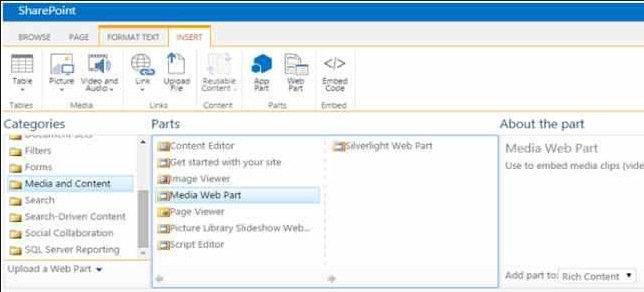 SharePoint
BROWSE PAGE FORMAT TEXT INSERT
Table Picture Video and Audio Link Upload File Reusable Content App Part Web Part Embed Code
Tables Media Links Content Parts Embed
Categories
Document Sets
Filters
Forms
Media and Content
Search
Search-Driven Content
Social Collaboration
SQL Server Reporting
Upload a Web Part
Parts
Content Editor
Get started with your site
Image Viewer
Media Web Part
Page Viewer
Picture Library Slideshow Web...
Script Editor
Silverlight Web Part
About the part
Media Web Part
Use to embed media clips (vide
Add part to: Rich Content